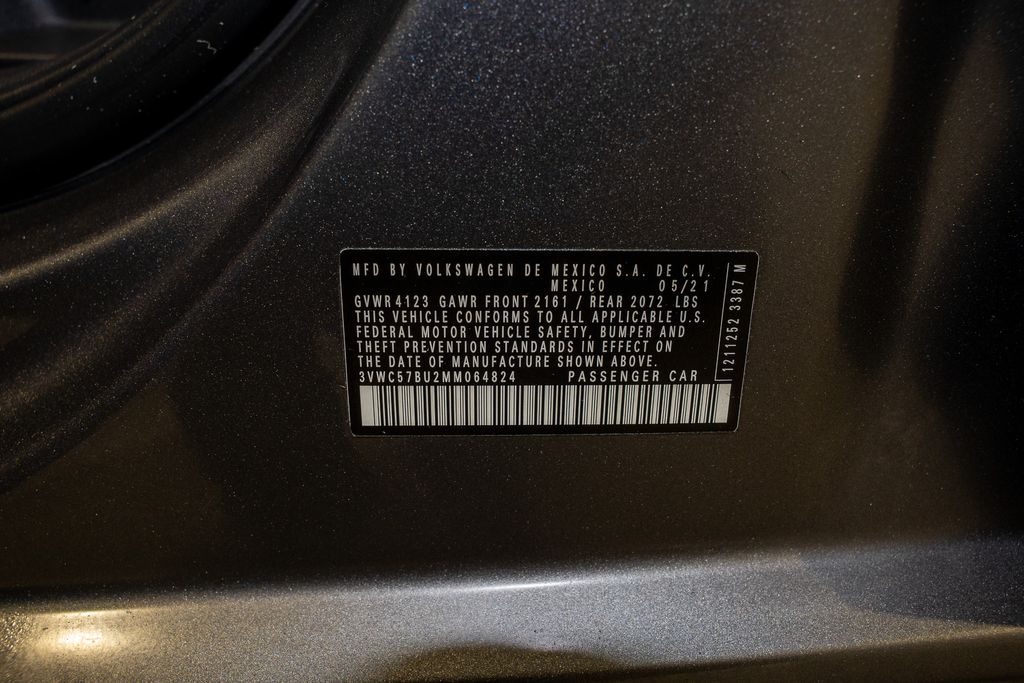 MFD BY VOLKSWAGEN DE MEXICO S.A. DE C.V.
MEXICO 05/21
GVWR 4123 GAWR FRONT 2161 / REAR 2072 LBS
THIS VEHICLE CONFORMS TO ALL APPLICABLE U.S.
FEDERAL MOTOR VEHICLE SAFETY, BUMPER AND
THEFT PREVENTION STANDARDS IN EFFECT ON
THE DATE OF MANUFACTURE SHOWN ABOVE.
3VWC57BU2MM064824 PASSENGER CAR
1211252 3387 M